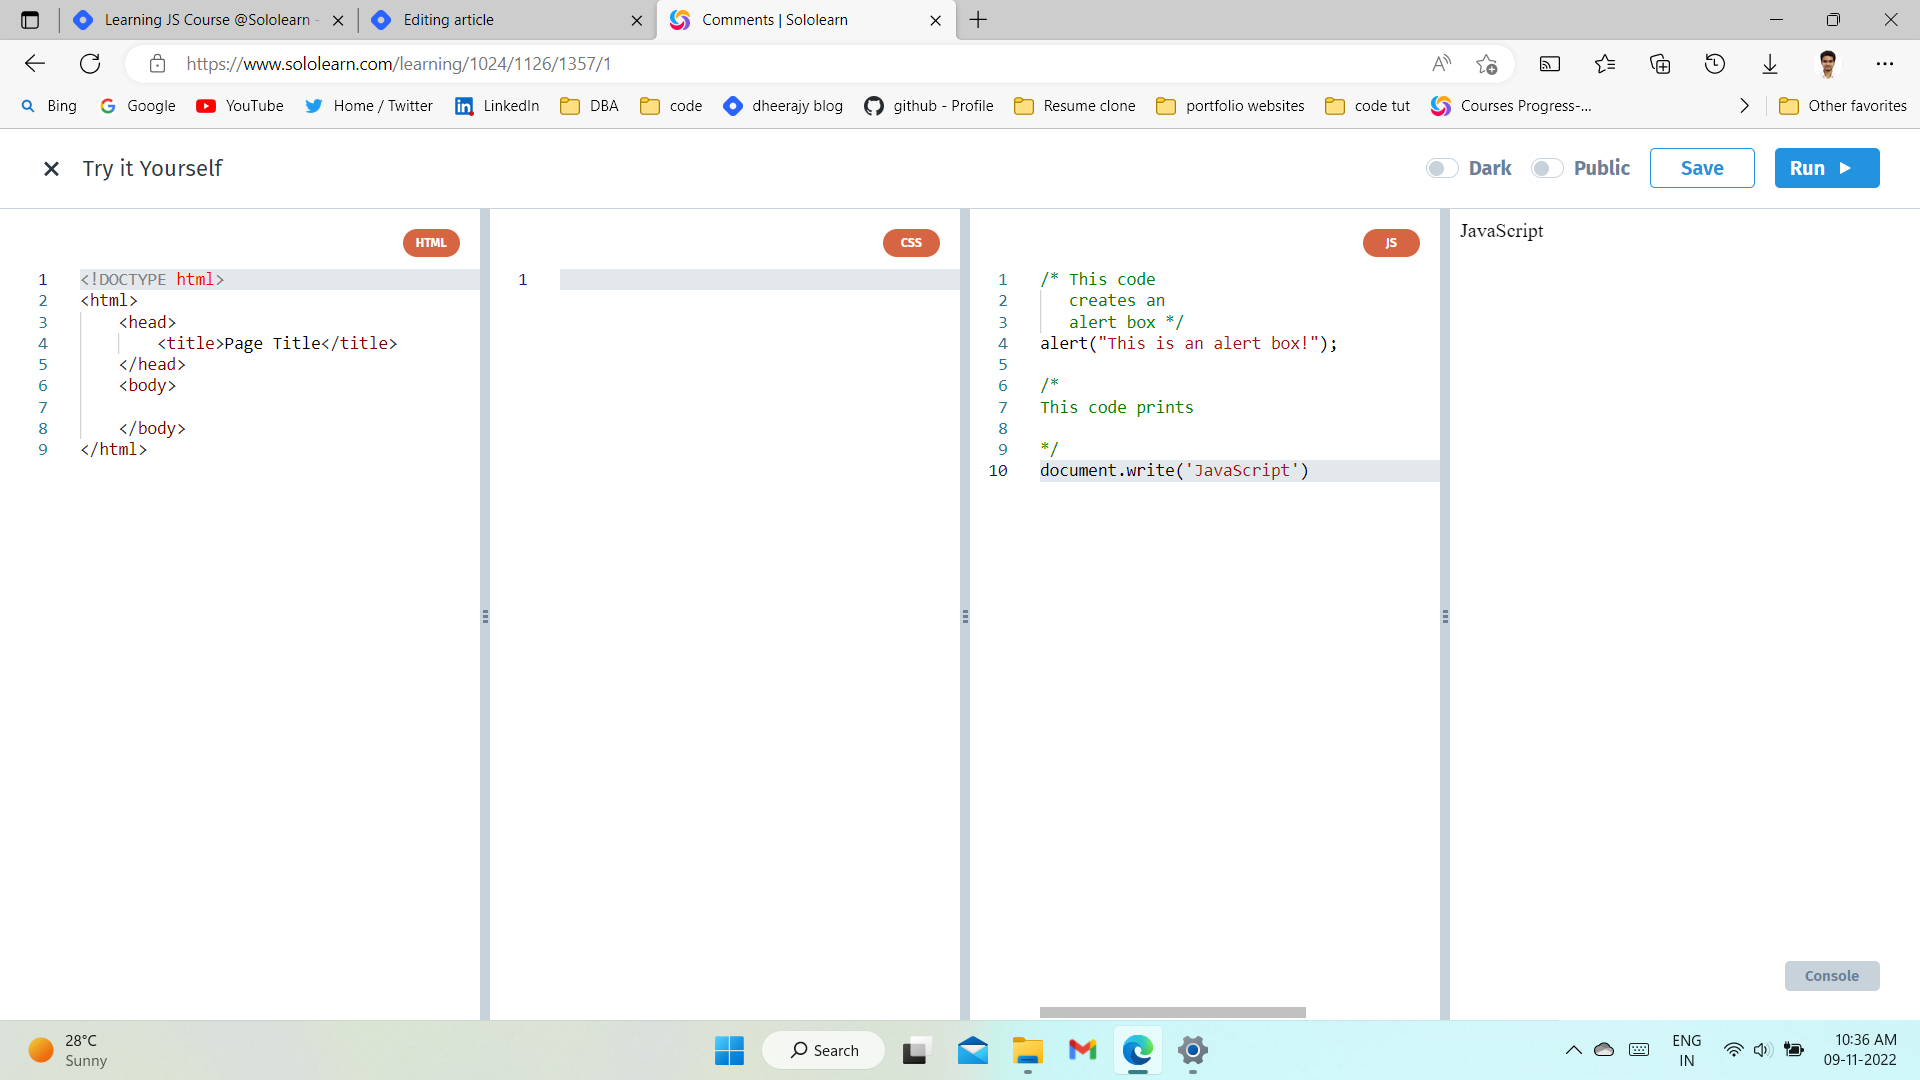 Learning JS Course @Sololearn -
Editing article
Comments | Sololearn
https://www.sololearn.com/learning/1024/1126/1357/1
Bing
Google
YouTube
Home / Twitter
LinkedIn
DBA
code
dheerajy blog
github - Profile
Resume clone
portfolio websites
code tut
Courses Progress-...
Other favorites
Try it Yourself
Dark
Public
Save
Run
HTML
1 <!DOCTYPE html>
2 <html>
3 <head>
4 <title>Page Title</title>
5 </head>
6 <body>
7
8 </body>
9 </html>
CSS
1
JS
1 /* This code
2 creates an
3 alert box */
4 alert("This is an alert box!");
5
6 /*
7 This code prints
8
9 */
10 document.write('JavaScript')
JavaScript
Console
28°C
Sunny
Search
ENG
IN
10:36 AM
09-11-2022